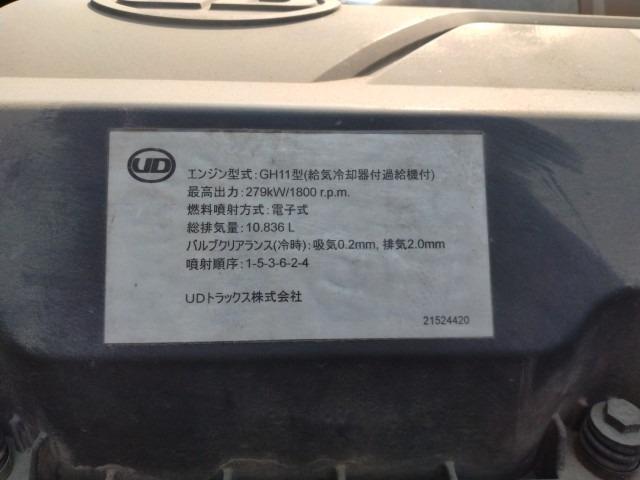 UD
エンジン型式:GH11型(給気冷却器付過給機付)
最高出力:279kW/1800 r.p.m.
燃料噴射方式:電子式
総排気量:10.836 L
バルブクリアランス(冷時):吸気0.2mm, 排気2.0mm
噴射順序:1-5-3-6-2-4
UDトラックス株式会社
21524420